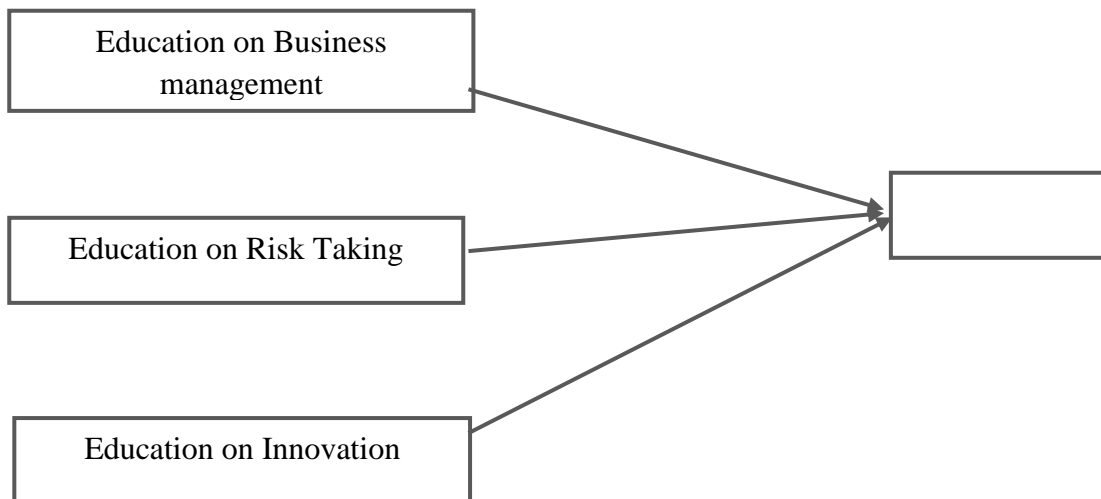 Education on Business
management
Education on Risk Taking
Education on Innovation